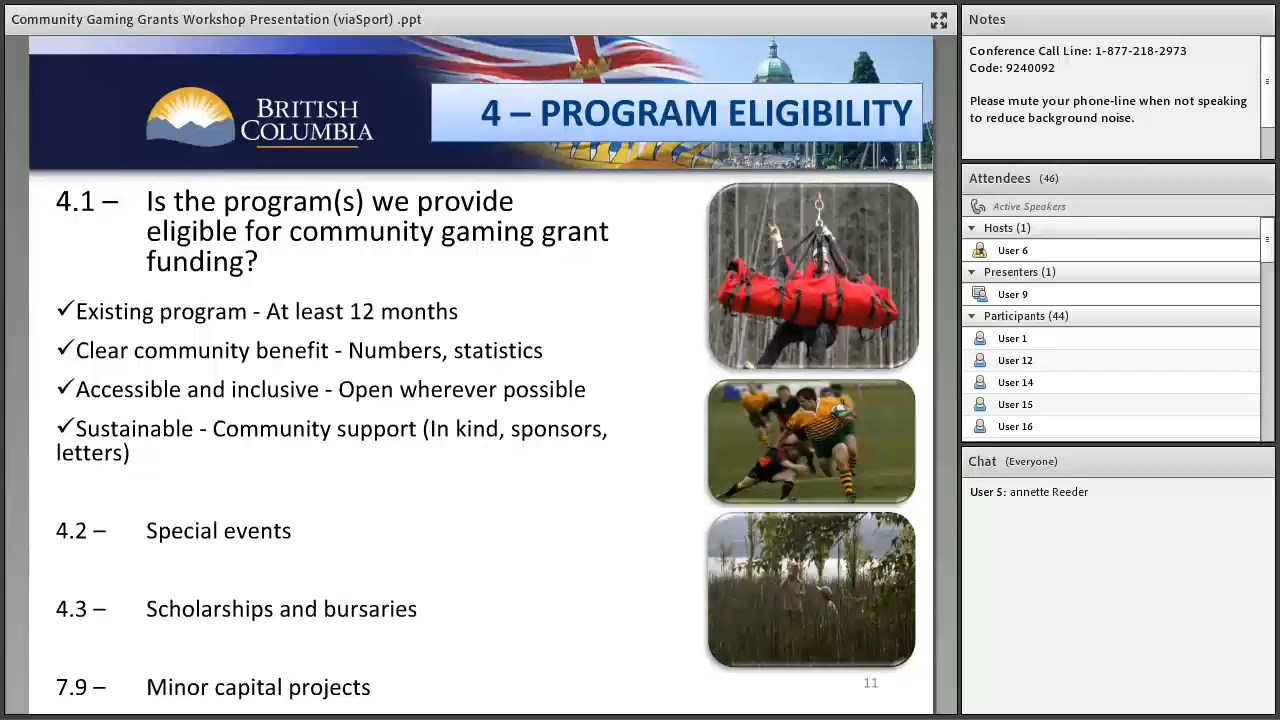 Community Gaming Grants Workshop Presentation (viaSport) .ppt
BRITISH
COLUMBIA
4 – PROGRAM ELIGIBILITY
4.1 – Is the program(s) we provide
eligible for community gaming grant
funding?
✓Existing program - At least 12 months
✓Clear community benefit - Numbers, statistics
✓Accessible and inclusive - Open wherever possible
✓Sustainable - Community support (In kind, sponsors,
letters)
4.2 – Special events
4.3 – Scholarships and bursaries
7.9 – Minor capital projects
11
Notes
Conference Call Line: 1-877-218-2973
Code: 9240092
Please mute your phone-line when not speaking
to reduce background noise.
Attendees (46)
Active Speakers
Hosts (1)
User 6
Presenters (1)
User 9
Participants (44)
User 1
User 12
User 14
User 15
User 16
Chat (Everyone)
User 5: annette Reeder